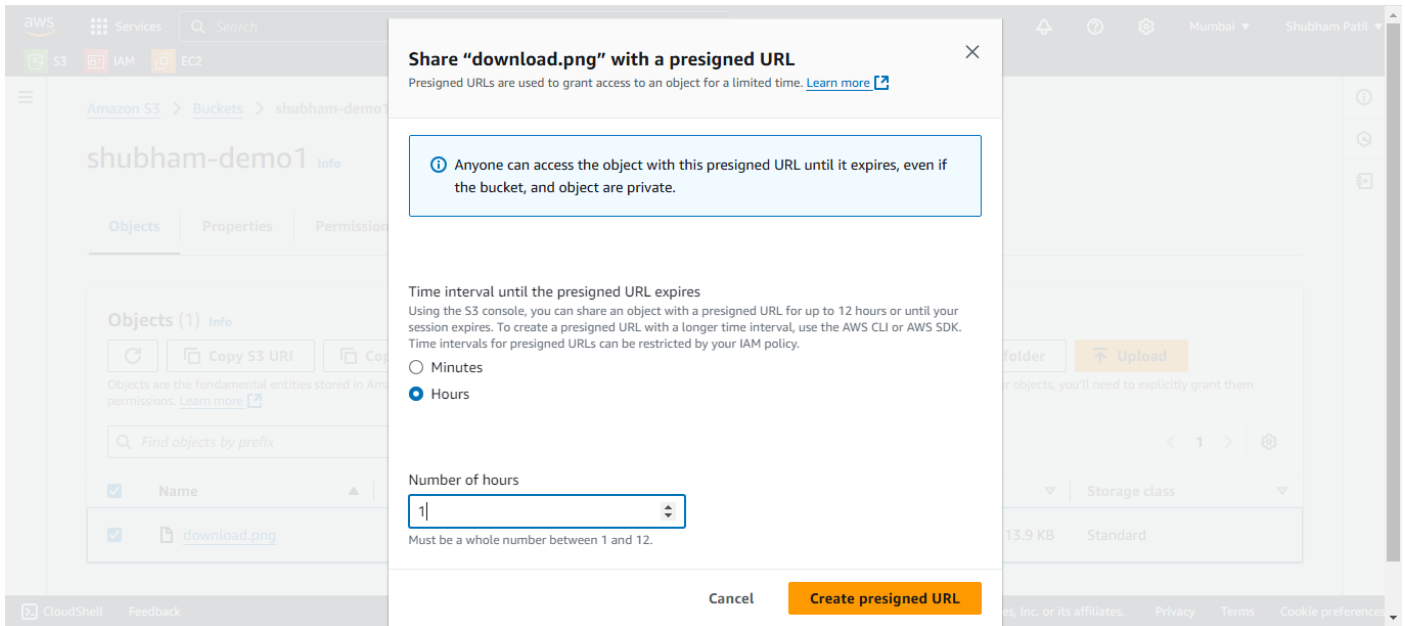 aws
Services
Search
Mumbai
Shubham Patil
S3
IAM
EC2
Share “download.png” with a presigned URL
Presigned URLs are used to grant access to an object for a limited time. Learn more
Amazon S3 > Buckets > shubham-demo1
shubham-demo1 Info
Anyone can access the object with this presigned URL until it expires, even if
the bucket, and object are private.
Objects
Properties
Permission
Time interval until the presigned URL expires
Using the S3 console, you can share an object with a presigned URL for up to 12 hours or until your
session expires. To create a presigned URL with a longer time interval, use the AWS CLI or AWS SDK.
Time intervals for presigned URLs can be restricted by your IAM policy.
Minutes
Hours
Objects (1) Info
Copy S3 URI
Cop
folder
Upload
Objects are the fundamental entities stored in Ama
r objects, you'll need to explicitly grant them
permissions. Learn more
Find objects by prefix
1
Number of hours
1
Must be a whole number between 1 and 12.
Name
Storage class
download.png
13.9 KB
Standard
Cancel
Create presigned URL
CloudShell
Feedback
es, Inc. or its affiliates.
Privacy
Terms
Cookie preferences